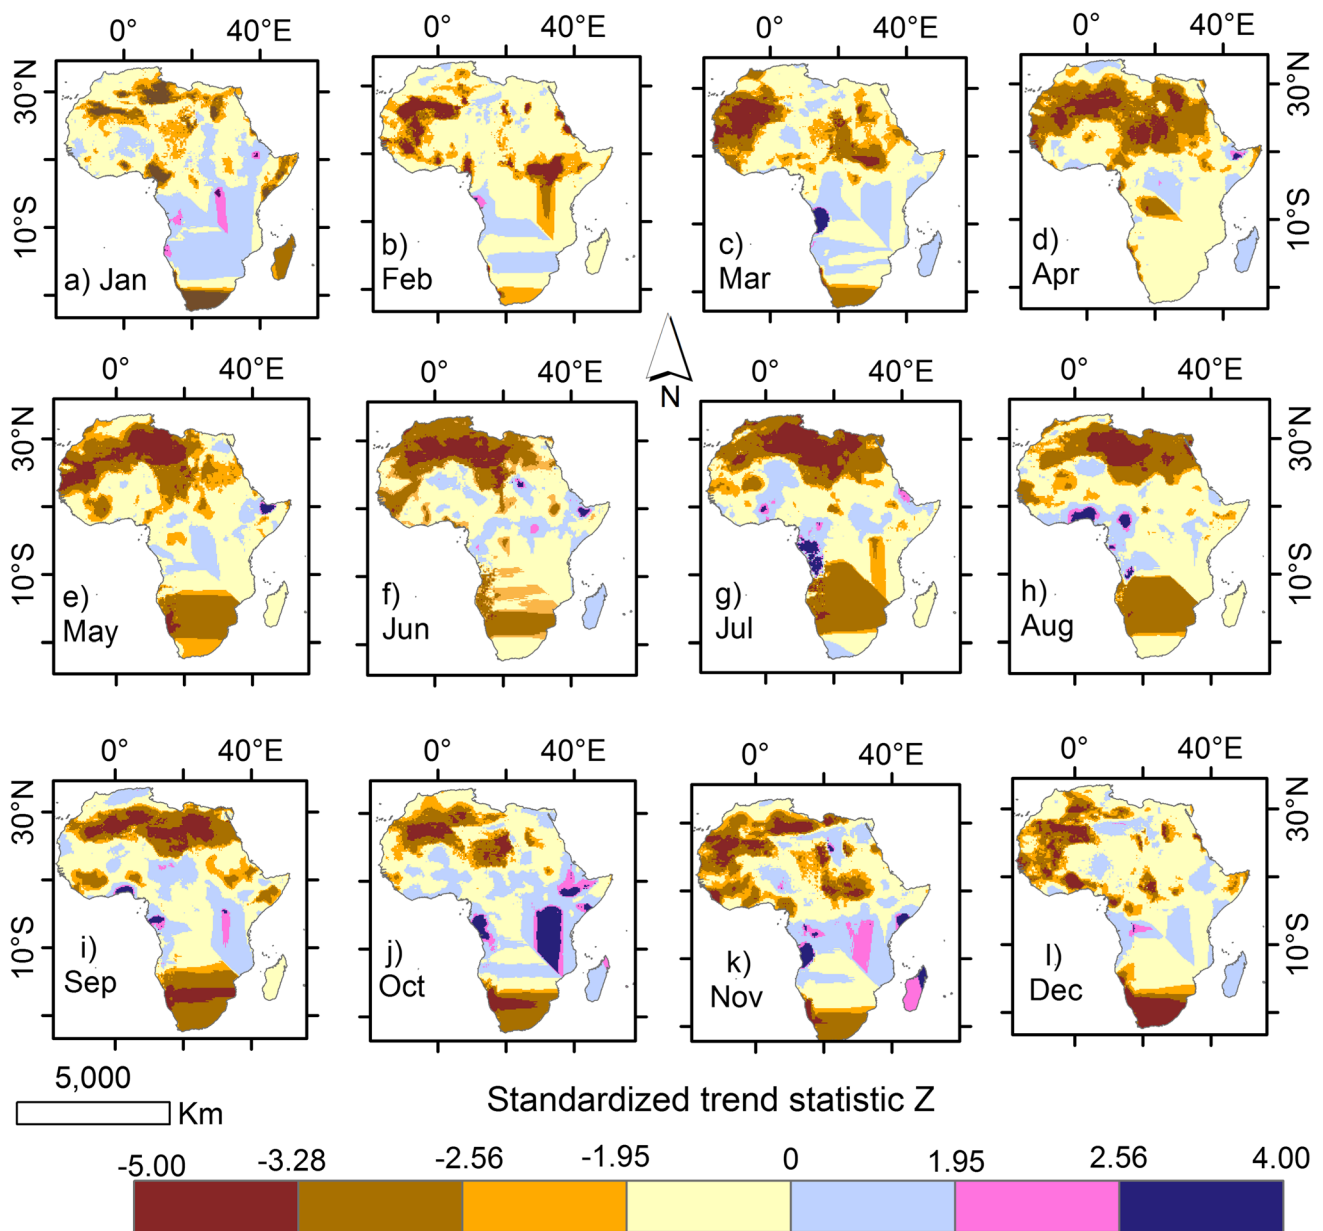 0° 40°E 0° 40°E 0° 40°E 0° 40°E
30°N 30°N
10°S 10°S
a) Jan
b)
Feb
c)
Mar
d)
Apr
N
0° 40°E 0° 40°E 0° 40°E 0° 40°E
30°N 30°N
10°S 10°S
e)
May
f)
Jun
g)
Jul
h)
Aug
0° 40°E 0° 40°E 0° 40°E 0° 40°E
30°N 30°N
10°S 10°S
i)
Sep
j)
Oct
k)
Nov
l)
Dec
5,000
Km
Standardized trend statistic Z
-5.00 -3.28 -2.56 -1.95 0 1.95 2.56 4.00